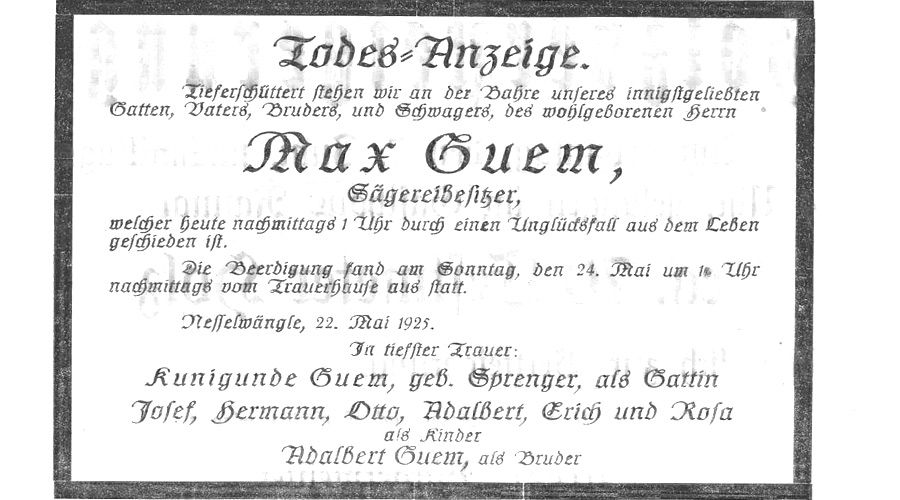 Todes-Anzeige.
Tieferschüttert stehen wir an der Bahre unseres innigstgeliebten
Gatten, Vaters, Bruders, und Schwagers, des wohlgeborenen Herrn
Max Guem,
Sägereibesitzer,
welcher heute nachmittags 1 Uhr durch einen Unglücksfall aus dem Leben
geschieden ist.
Die Beerdigung fand am Sonntag, den 24. Mai um Uhr
nachmittags vom Trauerhause aus statt.
Nesselwängle, 22. Mai 1925.
In tiefster Trauer:
Kunigunde Guem, geb. Sprenger, als Gattin
Josef, Hermann, Otto, Adalbert, Erich und Rosa
als Kinder
Adalbert Guem, als Bruder